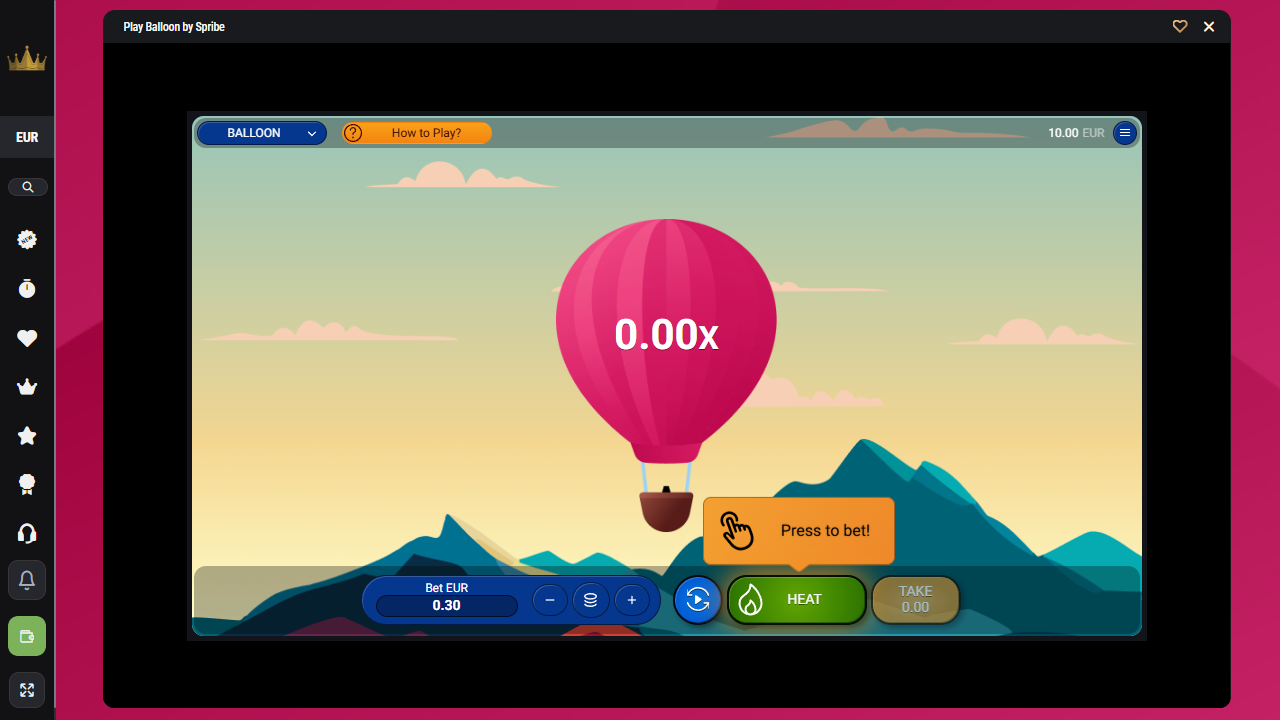 Play Balloon by Spribe
EUR
NEW
BALLOON
? How to Play?
10.00 EUR
0.00x
Press to bet!
Bet EUR
0.30
HEAT
TAKE
0.00